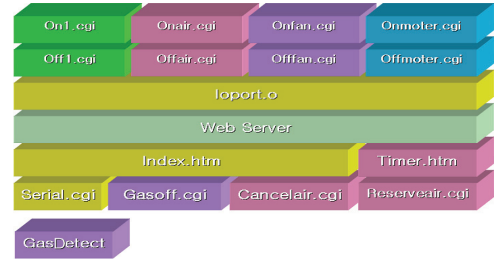 On1.cgi Onair.cgi Onfan.cgi Onmoter.cgi
Off1.cgi Offair.cgi Offfan.cgi Offmoter.cgi
Ioport.o
Web Server
Index.htm Timer.htm
Serial.cgi Gasoff.cgi Cancelair.cgi Reserveair.cgi
GasDetect